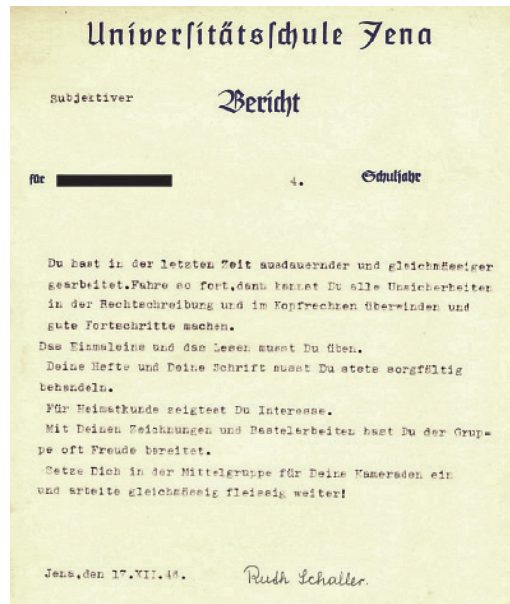 Universitätsschule Jena
Subjektiver Bericht
für 4. Schuljahr
Du hast in der letzten Zeit ausdauernder und gleichmässiger
gearbeitet.Fahre so fort,dann kannst Du alle Unsicherheiten
in der Rechtschreibung und im Kopfrechnen überwinden und
gute Fortschritte machen.
Das Einmaleins und das Lesen musst Du üben.
Deine Hefte und Deine Schrift musst Du stets sorgfältig
behandeln.
Für Heimatkunde zeigtest Du Interesse.
Mit Deinen Zeichnungen und Bastelarbeiten hast Du der Grup=
pe oft Freude bereitet.
Setze Dich in der Mittelgruppe für Deine Kameraden ein
und arbeite gleichmässig fleissig weiter!
Jena,den 17.XII.
Ruth Schaller.